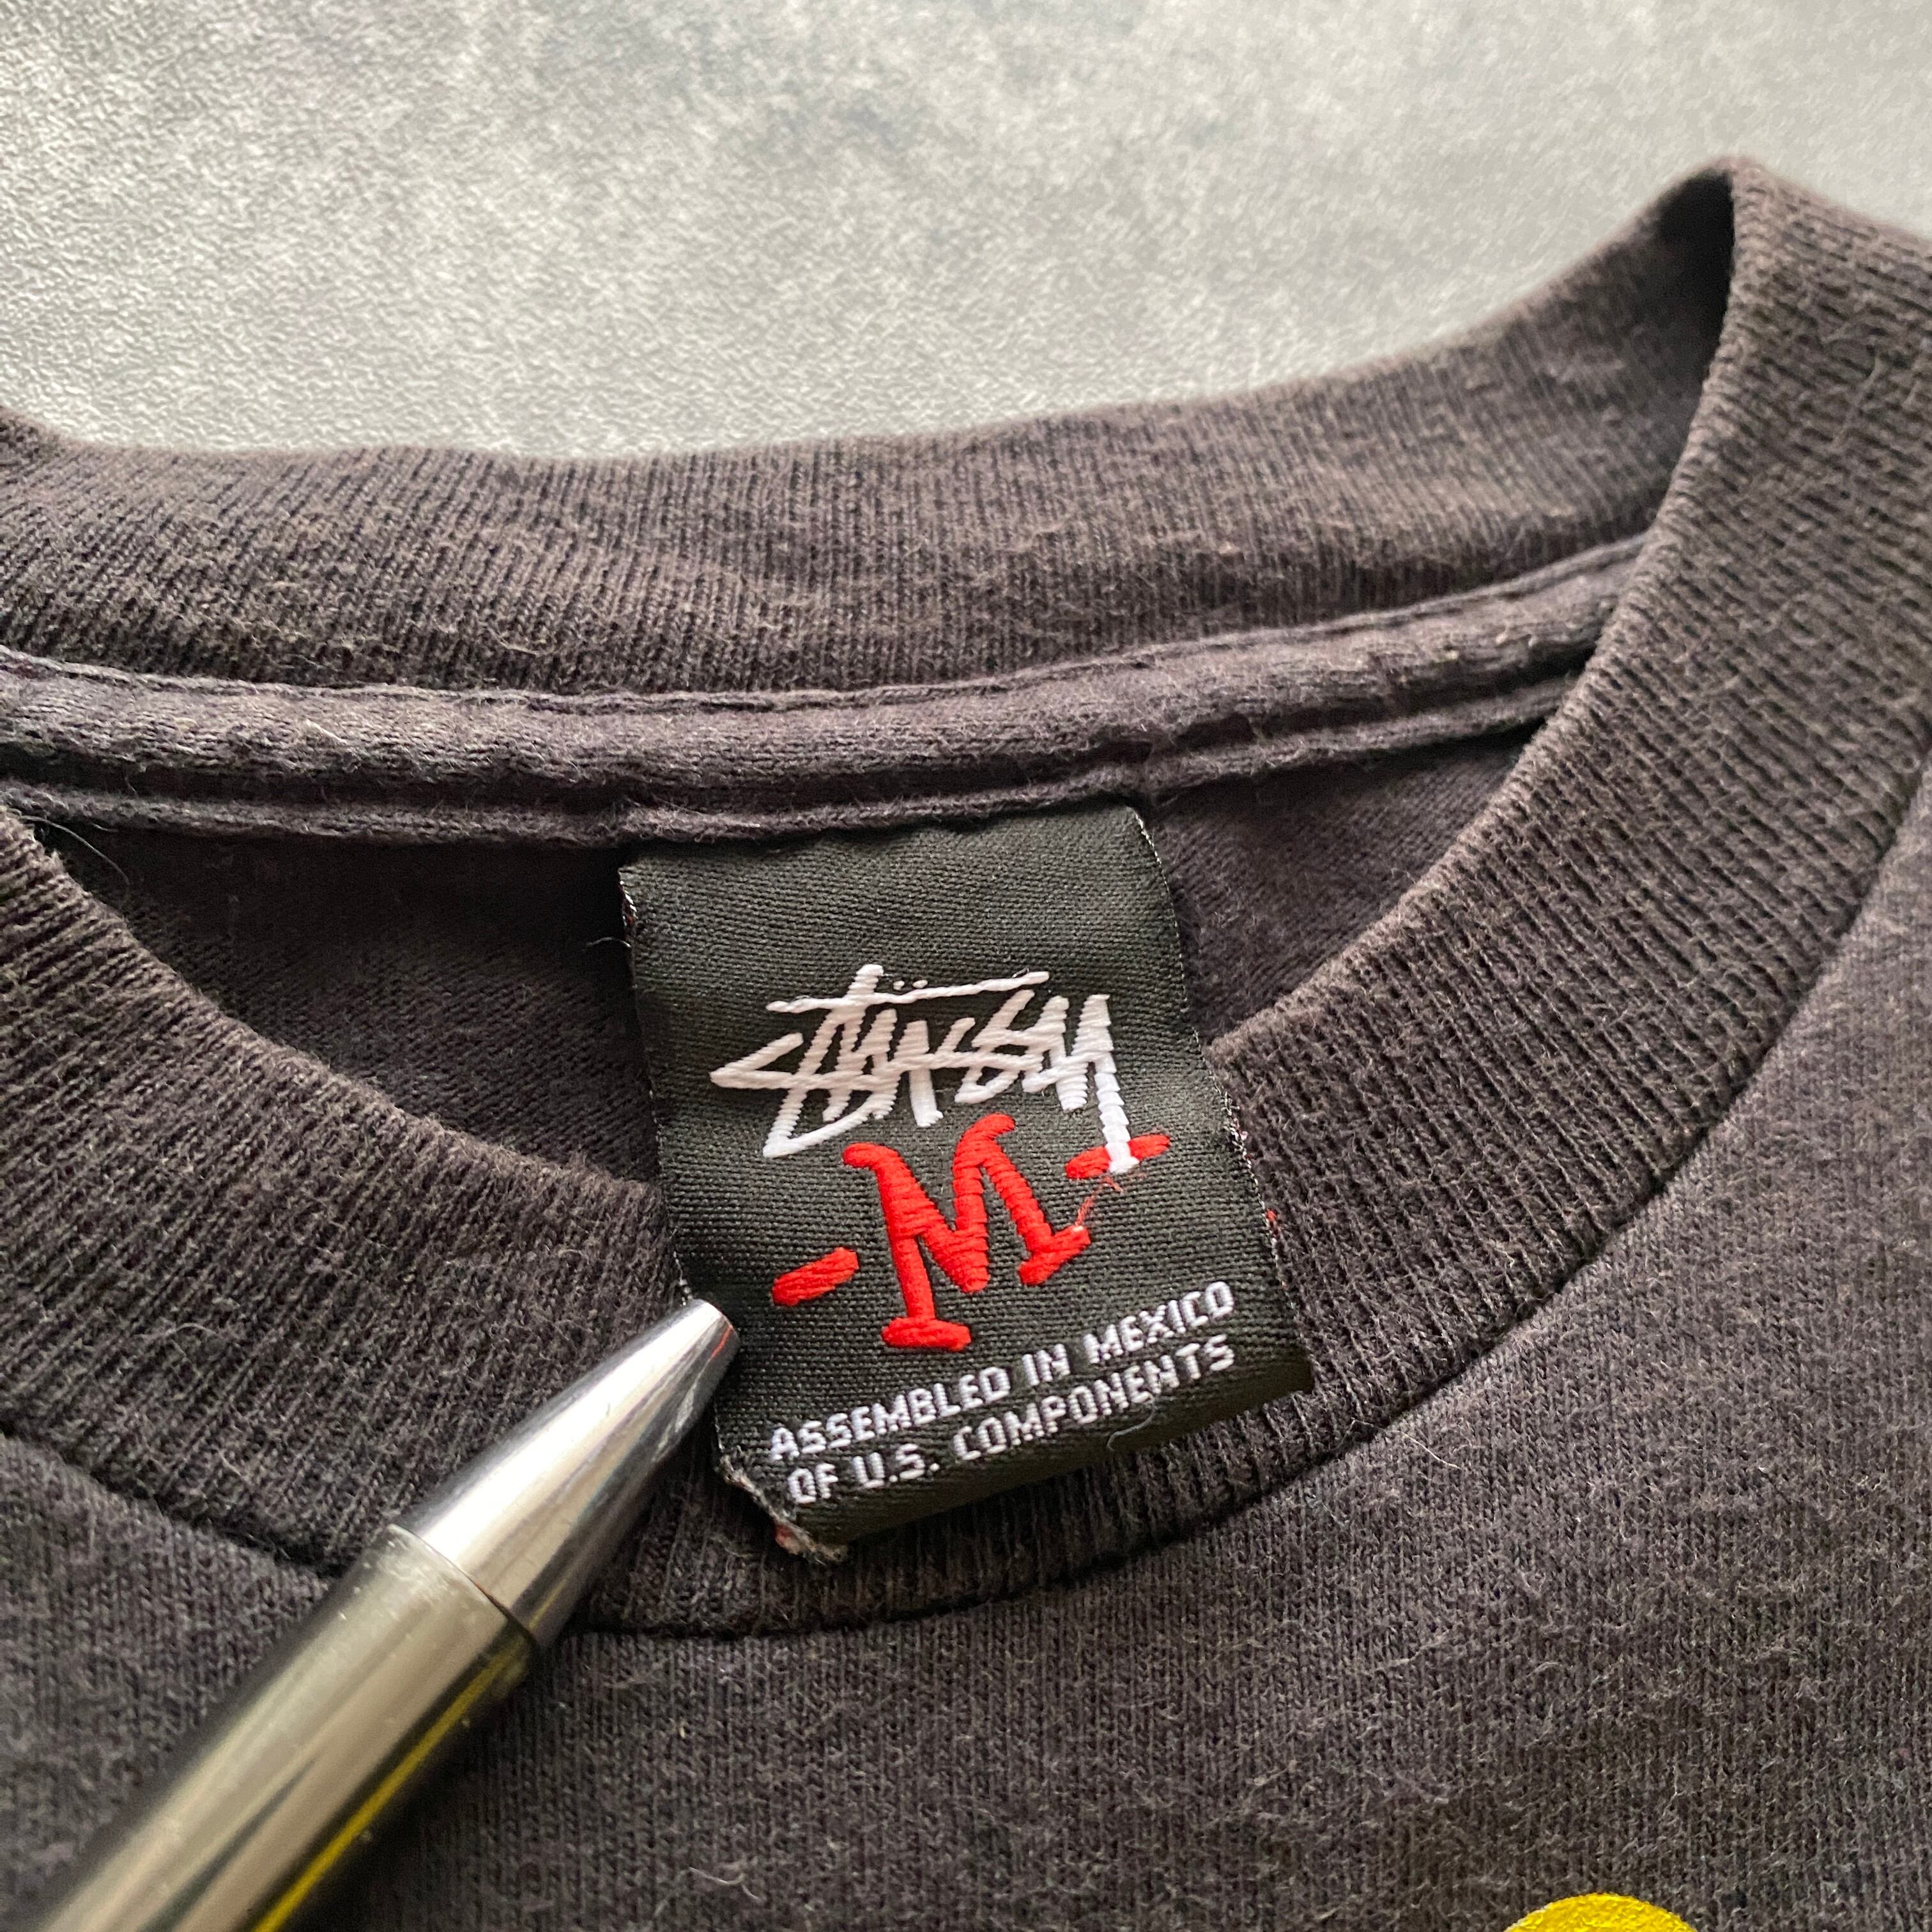 Stüssy
-M-
ASSEMBLED IN MEXICO
OF U.S. COMPONENTS